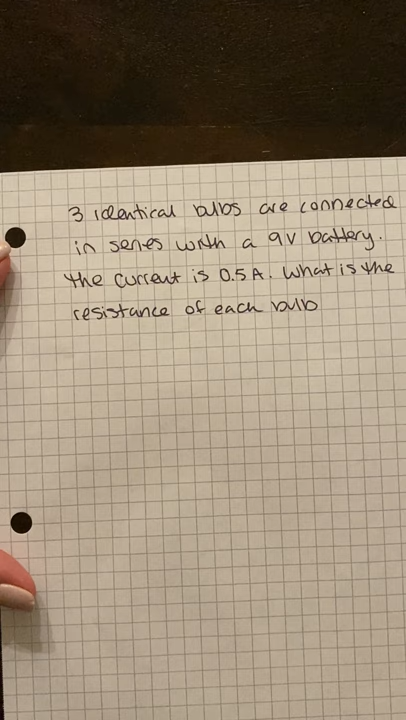 3 identical bulbs are connected
in series with a 9V battery.
the current is 0.5A. What is the
resistance of each bulb